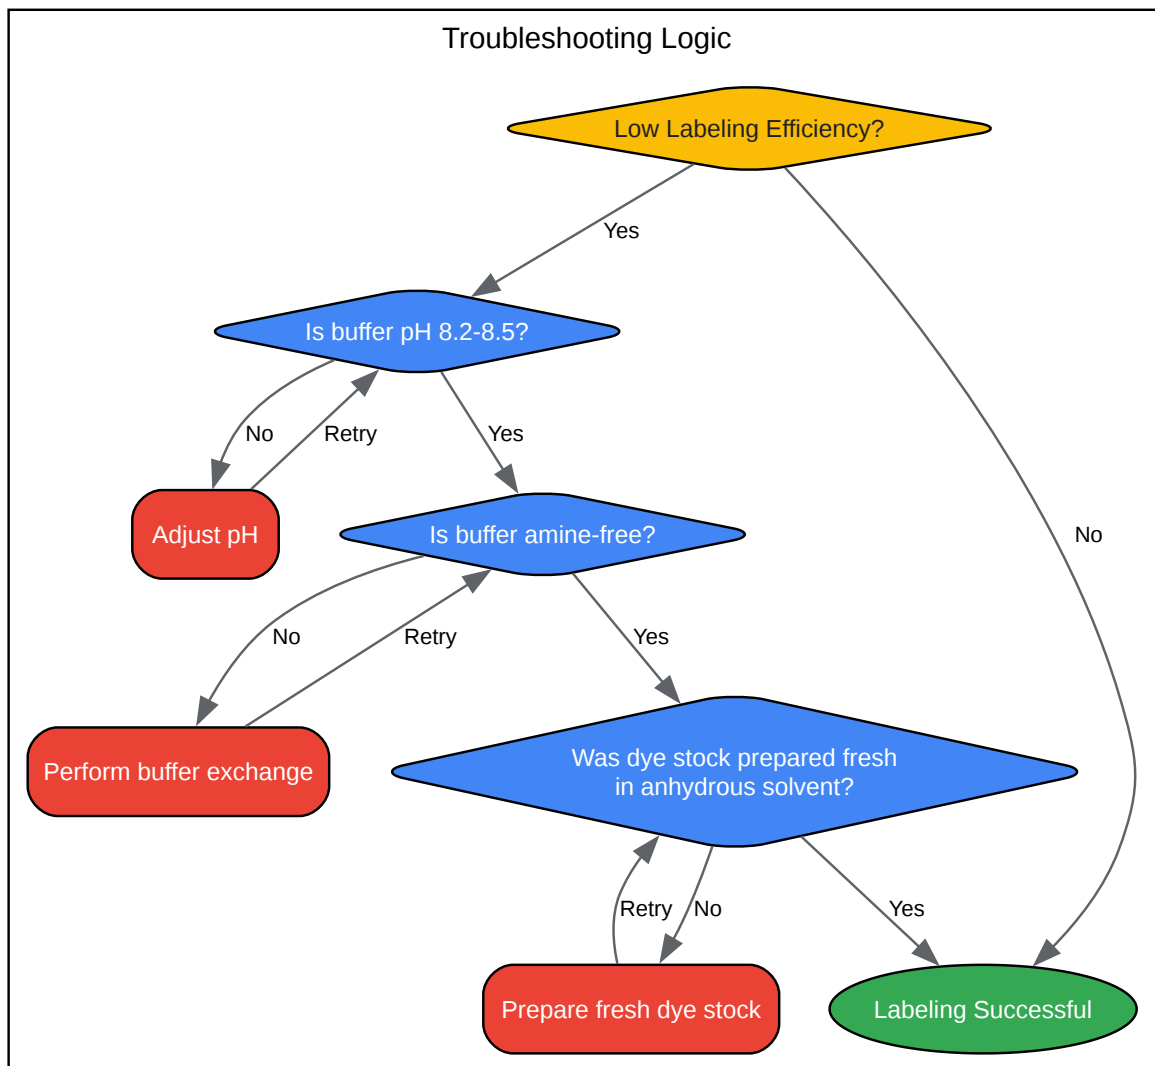 Troubleshooting Logic
Low Labeling Efficiency?
Yes
Is buffer pH 8.2-8.5?
No
Retry
Yes
Adjust pH
Is buffer amine-free?
No
No
Retry
Yes
Perform buffer exchange
Was dye stock prepared fresh
in anhydrous solvent?
Retry
No
Yes
Prepare fresh dye stock
Labeling Successful